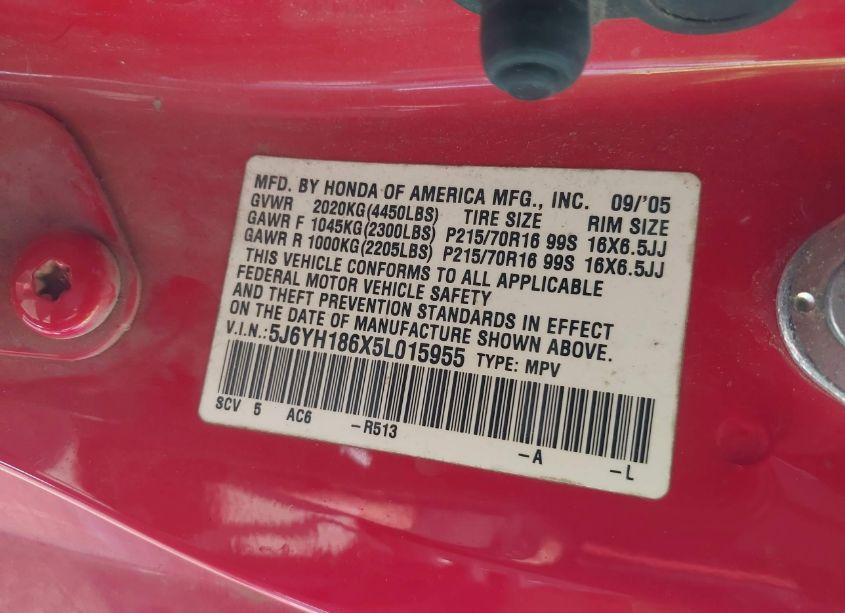 MFD. BY HONDA OF AMERICA MFG., INC. 09/'05
GVWR 2020KG(4450LBS) TIRE SIZE RIM SIZE
GAWR F 1045KG(2300LBS) P215/70R16 99S 16X6.5JJ
GAWR R 1000KG(2205LBS) P215/70R16 99S 16X6.5JJ
THIS VEHICLE CONFORMS TO ALL APPLICABLE
FEDERAL MOTOR VEHICLE SAFETY
AND THEFT PREVENTION STANDARDS IN EFFECT
ON THE DATE OF MANUFACTURE SHOWN ABOVE.
V.I.N.:5J6YH186X5L015955 TYPE: MPV
SCV 5 AC6 -R513 -A -L